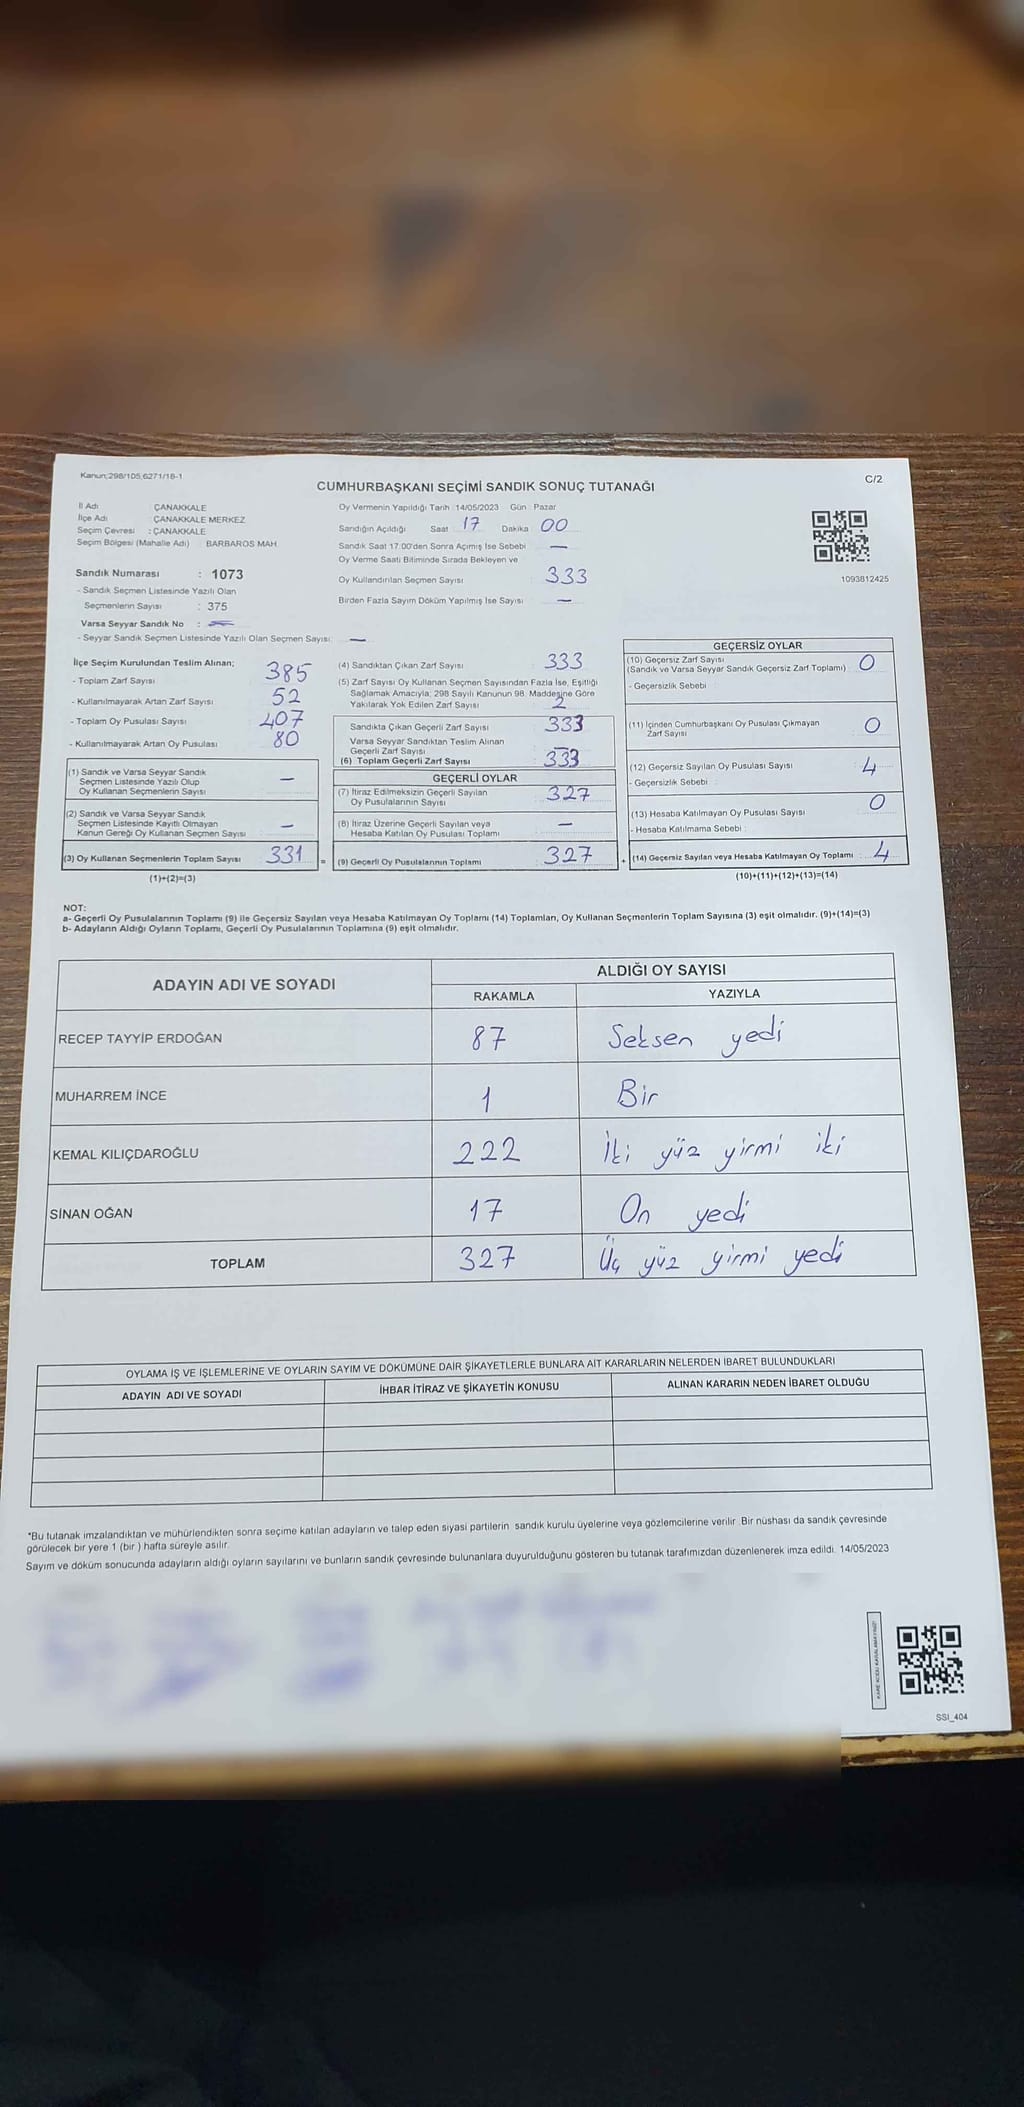 Kanun:298/105,6271/18-1
C/2
CUMHURBAŞKANI SEÇİMİ SANDIK SONUÇ TUTANAĞI
İl Adı : ÇANAKKALE
İlçe Adı : ÇANAKKALE MERKEZ
Seçim Çevresi : ÇANAKKALE
Seçim Bölgesi (Mahalle Adı) : BARBAROS MAH.
Sandık Numarası : 1073
- Sandık Seçmen Listesinde Yazılı Olan
Seçmenlerin Sayısı : 375
Varsa Seyyar Sandık No : —
- Seyyar Sandık Seçmen Listesinde Yazılı Olan Seçmen Sayısı: —
Oy Vermenin Yapıldığı Tarih :14/05/2023 Gün : Pazar
Sandığın Açıldığı Saat 17 Dakika 00
Sandık Saat 17:00'den Sonra Açımış İse Sebebi —
Oy Verme Saati Bitiminde Sırada Bekleyen ve
Oy Kullandırılan Seçmen Sayısı 333
Birden Fazla Sayım Döküm Yapılmış İse Sayısı —
1093812425
İlçe Seçim Kurulundan Teslim Alınan;
- Toplam Zarf Sayısı 385
- Kullanılmayarak Artan Zarf Sayısı 52
- Toplam Oy Pusulası Sayısı 407
- Kullanılmayarak Artan Oy Pusulası 80
(1) Sandık ve Varsa Seyyar Sandık
Seçmen Listesinde Yazılı Olup
Oy Kullanan Seçmenlerin Sayısı —
(2) Sandık ve Varsa Seyyar Sandık
Seçmen Listesinde Kayıtlı Olmayan
Kanun Gereği Oy Kullanan Seçmen Sayısı —
(3) Oy Kullanan Seçmenlerin Toplam Sayısı 331 =
(1)+(2)=(3)
(4) Sandıktan Çıkan Zarf Sayısı 333
(5) Zarf Sayısı Oy Kullanan Seçmen Sayısından Fazla İse, Eşitliği
Sağlamak Amacıyla; 298 Sayılı Kanunun 98. Maddesine Göre
Yakılarak Yok Edilen Zarf Sayısı 2
Sandıkta Çıkan Geçerli Zarf Sayısı 333
Varsa Seyyar Sandıktan Teslim Alınan
Geçerli Zarf Sayısı —
(6) Toplam Geçerli Zarf Sayısı 333
GEÇERLİ OYLAR
(7) İtiraz Edilmeksizin Geçerli Sayılan
Oy Pusulalarının Sayısı 327
(8) İtiraz Üzerine Geçerli Sayılan veya
Hesaba Katılan Oy Pusulası Toplamı —
(9) Geçerli Oy Pusulalarının Toplamı 327 +
GEÇERSİZ OYLAR
(10) Geçersiz Zarf Sayısı
(Sandık ve Varsa Seyyar Sandık Geçersiz Zarf Toplamı) 0
- Geçersizlik Sebebi
(11) İçinden Cumhurbaşkanı Oy Pusulası Çıkmayan
Zarf Sayısı 0
(12) Geçersiz Sayılan Oy Pusulası Sayısı 4
- Geçersizlik Sebebi :
(13) Hesaba Katılmayan Oy Pusulası Sayısı 0
- Hesaba Katılmama Sebebi :
(14) Geçersiz Sayılan veya Hesaba Katılmayan Oy Toplamı : 4
(10)+(11)+(12)+(13)=(14)
NOT:
a- Geçerli Oy Pusulalarının Toplamı (9) ile Geçersiz Sayılan veya Hesaba Katılmayan Oy Toplamı (14) Toplamları, Oy Kullanan Seçmenlerin Toplam Sayısına (3) eşit olmalıdır. (9)+(14)=(3)
b- Adayların Aldığı Oyların Toplamı, Geçerli Oy Pusulalarının Toplamına (9) eşit olmalıdır.
ADAYIN ADI VE SOYADI
ALDIĞI OY SAYISI
RAKAMLA YAZIYLA
RECEP TAYYİP ERDOĞAN 87 Seksen yedi
MUHARREM İNCE 1 Bir
KEMAL KILIÇDAROĞLU 222 İki yüz yirmi iki
SİNAN OĞAN 17 On yedi
TOPLAM 327 Üç yüz yirmi yedi
OYLAMA İŞ VE İŞLEMLERİNE VE OYLARIN SAYIM VE DÖKÜMÜNE DAİR ŞİKAYETLERLE BUNLARA AİT KARARLARIN NELERDEN İBARET BULUNDUKLARI
ADAYIN ADI VE SOYADI İHBAR İTİRAZ VE ŞİKAYETİN KONUSU ALINAN KARARIN NEDEN İBARET OLDUĞU
*Bu tutanak imzalandıktan ve mühürlendikten sonra seçime katılan adayların ve talep eden siyasi partilerin sandık kurulu üyelerine veya gözlemcilerine verilir. Bir nüshası da sandık çevresinde
görülecek bir yere 1 (bir ) hafta süreyle asılır.
Sayım ve döküm sonucunda adayların aldığı oyların sayılarını ve bunların sandık çevresinde bulunanlara duyurulduğunu gösteren bu tutanak tarafımızdan düzenlenerek imza edildi. 14/05/2023
KARE KODU KARALAMAYINIZ!
SSI_404